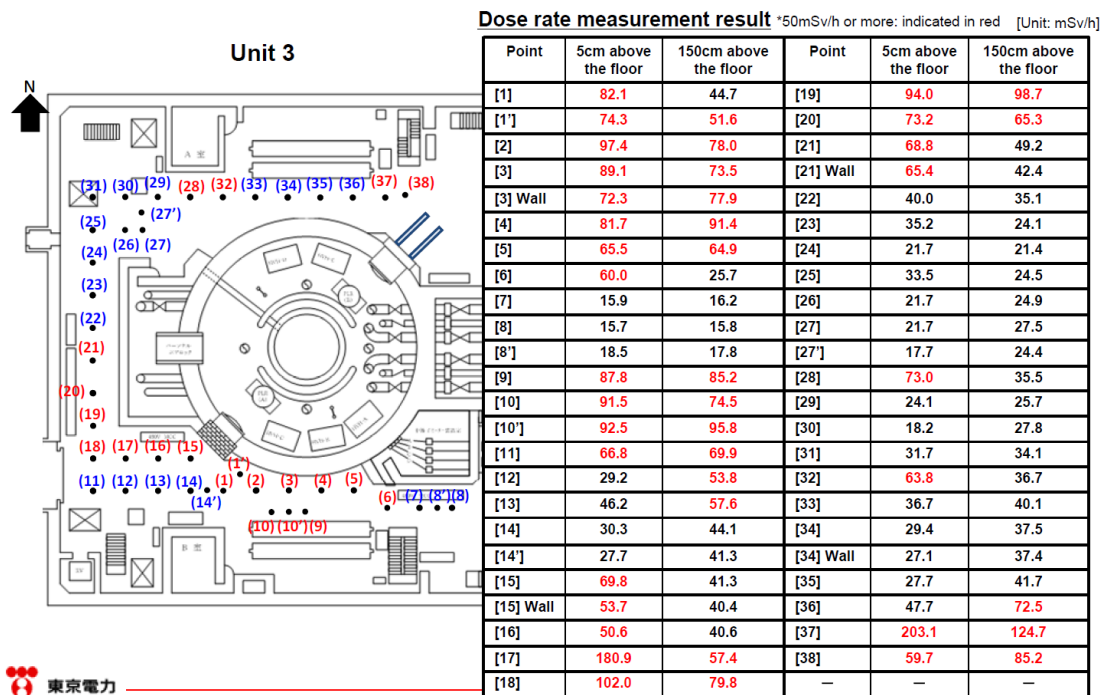 Dose rate measurement result *50mSv/h or more: indicated in red [Unit: mSv/h]
Unit 3
N
A 室
(31) (30) (29) (28) (32) (33) (34) (35) (36) (37) (38)
(27')
(25)
(26) (27)
(24)
(23)
(22)
(21)
(20)
(19)
(18) (17) (16) (15)
(1')
(11) (12) (13) (14) (1) (2) (3) (4) (5)
(14')
(6) (7) (8') (8)
(10) (10') (9)
B 室
SV
東京電力
Point 5cm above the floor 150cm above the floor Point 5cm above the floor 150cm above the floor
[1] 82.1 44.7 [19] 94.0 98.7
[1'] 74.3 51.6 [20] 73.2 65.3
[2] 97.4 78.0 [21] 68.8 49.2
[3] 89.1 73.5 [21] Wall 65.4 42.4
[3] Wall 72.3 77.9 [22] 40.0 35.1
[4] 81.7 91.4 [23] 35.2 24.1
[5] 65.5 64.9 [24] 21.7 21.4
[6] 60.0 25.7 [25] 33.5 24.5
[7] 15.9 16.2 [26] 21.7 24.9
[8] 15.7 15.8 [27] 21.7 27.5
[8'] 18.5 17.8 [27'] 17.7 24.4
[9] 87.8 85.2 [28] 73.0 35.5
[10] 91.5 74.5 [29] 24.1 25.7
[10'] 92.5 95.8 [30] 18.2 27.8
[11] 66.8 69.9 [31] 31.7 34.1
[12] 29.2 53.8 [32] 63.8 36.7
[13] 46.2 57.6 [33] 36.7 40.1
[14] 30.3 44.1 [34] 29.4 37.5
[14'] 27.7 41.3 [34] Wall 27.1 37.4
[15] 69.8 41.3 [35] 27.7 41.7
[15] Wall 53.7 40.4 [36] 47.7 72.5
[16] 50.6 40.6 [37] 203.1 124.7
[17] 180.9 57.4 [38] 59.7 85.2
[18] 102.0 79.8 — — —